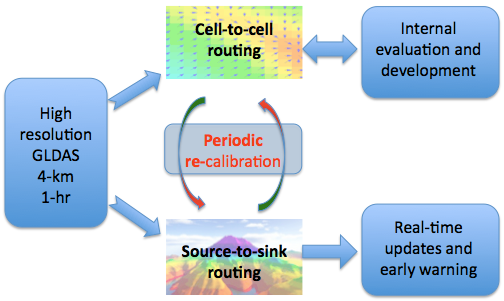 Cell-to-cell
routing
Internal
evaluation and
development
High
resolution
GLDAS
4-km
1-hr
Periodic
re-calibration
Source-to-sink
routing
Real-time
updates and
early warning